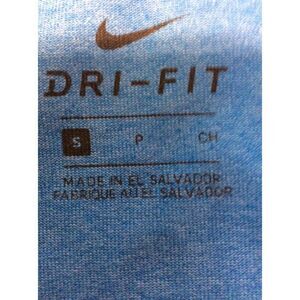 DRI-FIT
S P CH
MADE IN EL SALVADOR
FABRIQUE AU EL SALVADOR